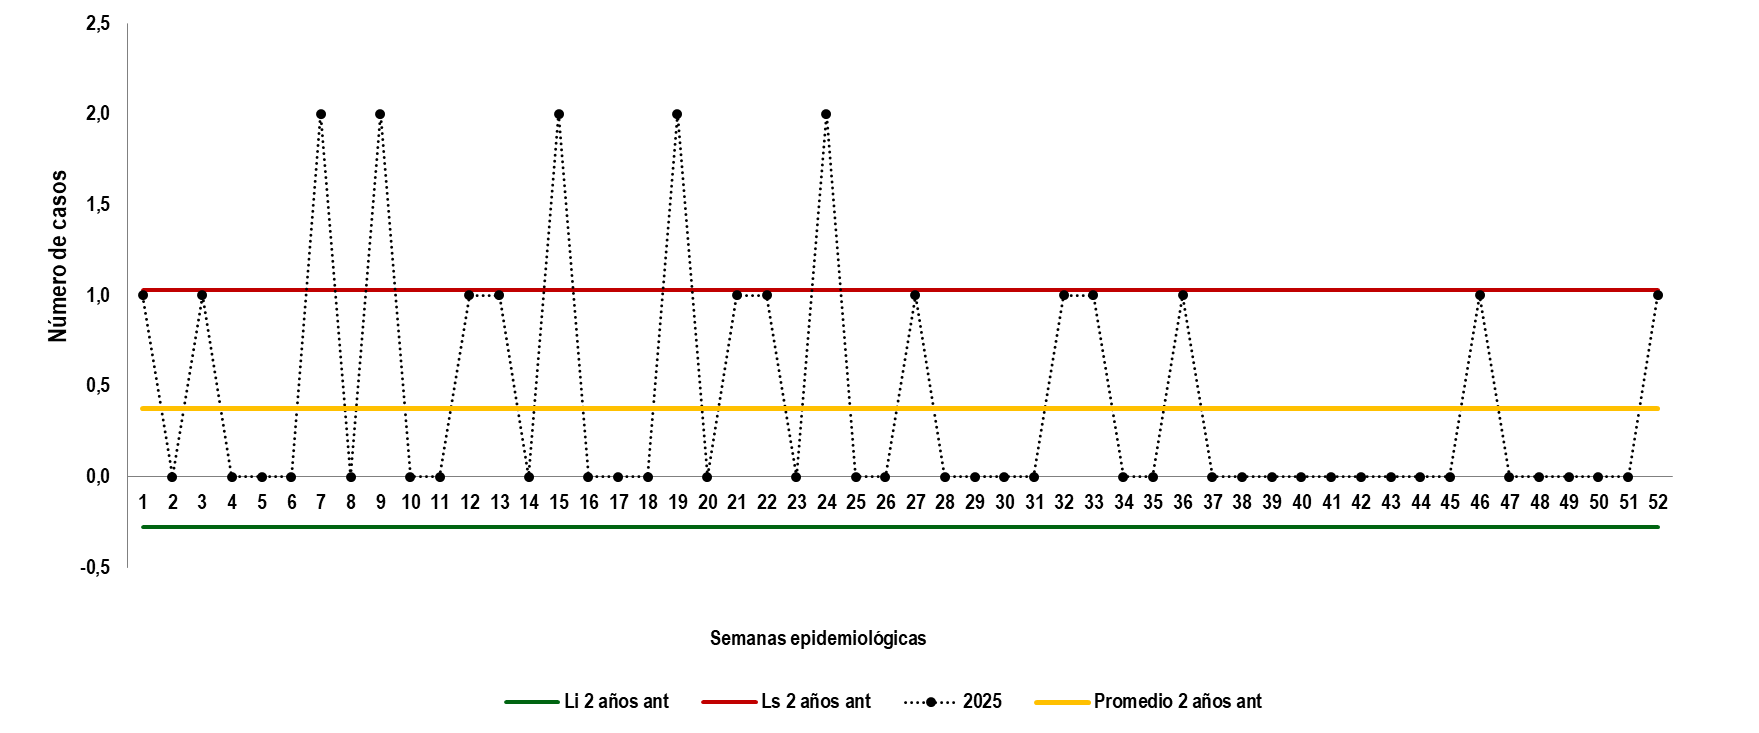 2,5
2,0
1,5
1,0
0,5
0,0
-0,5
Número de casos
1 2 3 4 5 6 7 8 9 10 11 12 13 14 15 16 17 18 19 20 21 22 23 24 25 26 27 28 29 30 31 32 33 34 35 36 37 38 39 40 41 42 43 44 45 46 47 48 49 50 51 52
Semanas epidemiológicas
Li 2 años ant Ls 2 años ant 2025 Promedio 2 años ant